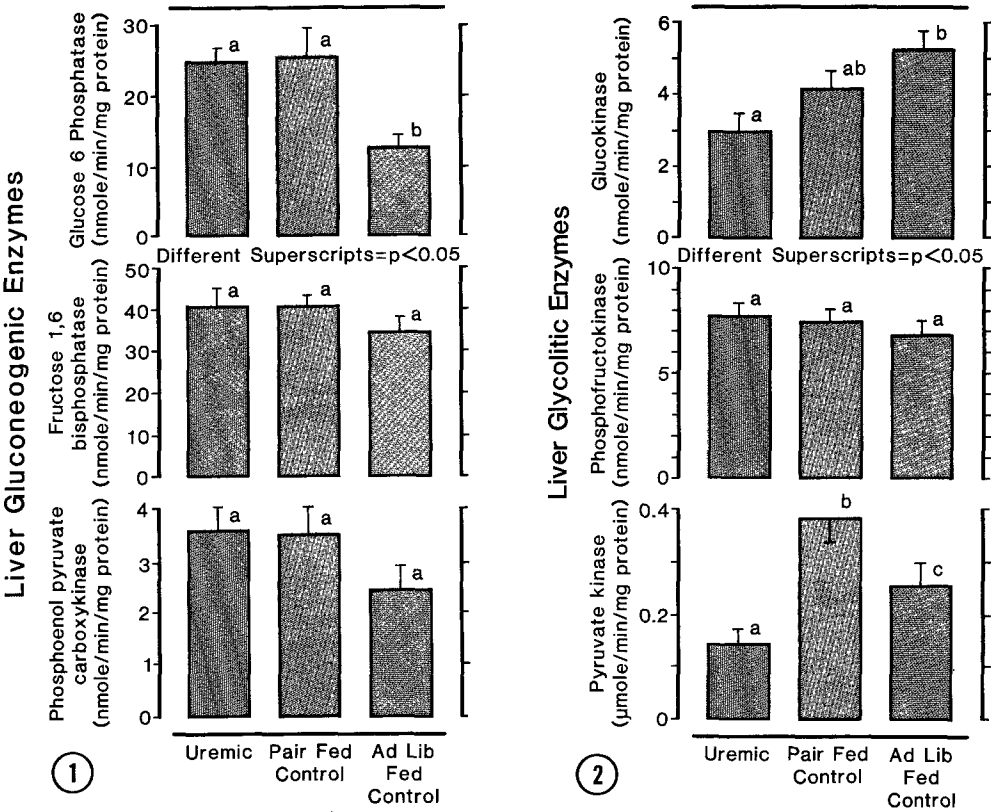 Liver Gluconeogenic Enzymes
Glucose 6 Phosphatase
(nmole/min/mg protein)
30
20
10
0
a
a
b
Different Superscripts=p<0.05
Fructose 1,6
bisphosphatase
(nmole/min/mg protein)
50
40
30
20
10
0
a
a
a
Phosphoenol pyruvate
carboxykinase
(nmole/min/mg protein)
4
3
2
1
0
a
a
a
Uremic
Pair Fed
Control
Ad Lib
Fed
Control
1
Liver Glycolitic Enzymes
Glucokinase
(nmole/min/mg protein)
6
4
2
0
a
ab
b
Different Superscripts=p<0.05
Phosphofructokinase
(nmole/min/mg protein)
10
5
0
a
a
a
Pyruvate kinase
(µmole/min/mg protein)
0.4
0.2
0
a
b
c
Uremic
Pair Fed
Control
Ad Lib
Fed
Control
2